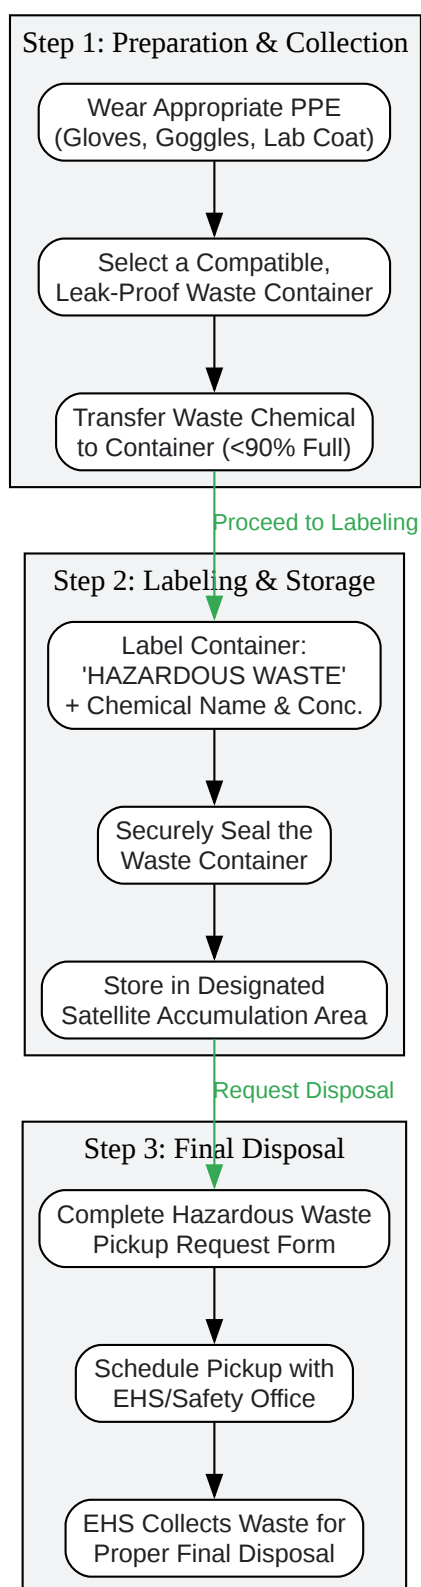 Step 1: Preparation & Collection
Wear Appropriate PPE
(Gloves, Goggles, Lab Coat)
Select a Compatible,
Leak-Proof Waste Container
Transfer Waste Chemical
to Container (<90% Full)
Proceed to Labeling
Step 2: Labeling & Storage
Label Container:
'HAZARDOUS WASTE'
+ Chemical Name & Conc.
Securely Seal the
Waste Container
Store in Designated
Satellite Accumulation Area
Request Disposal
Step 3: Final Disposal
Complete Hazardous Waste
Pickup Request Form
Schedule Pickup with
EHS/Safety Office
EHS Collects Waste for
Proper Final Disposal